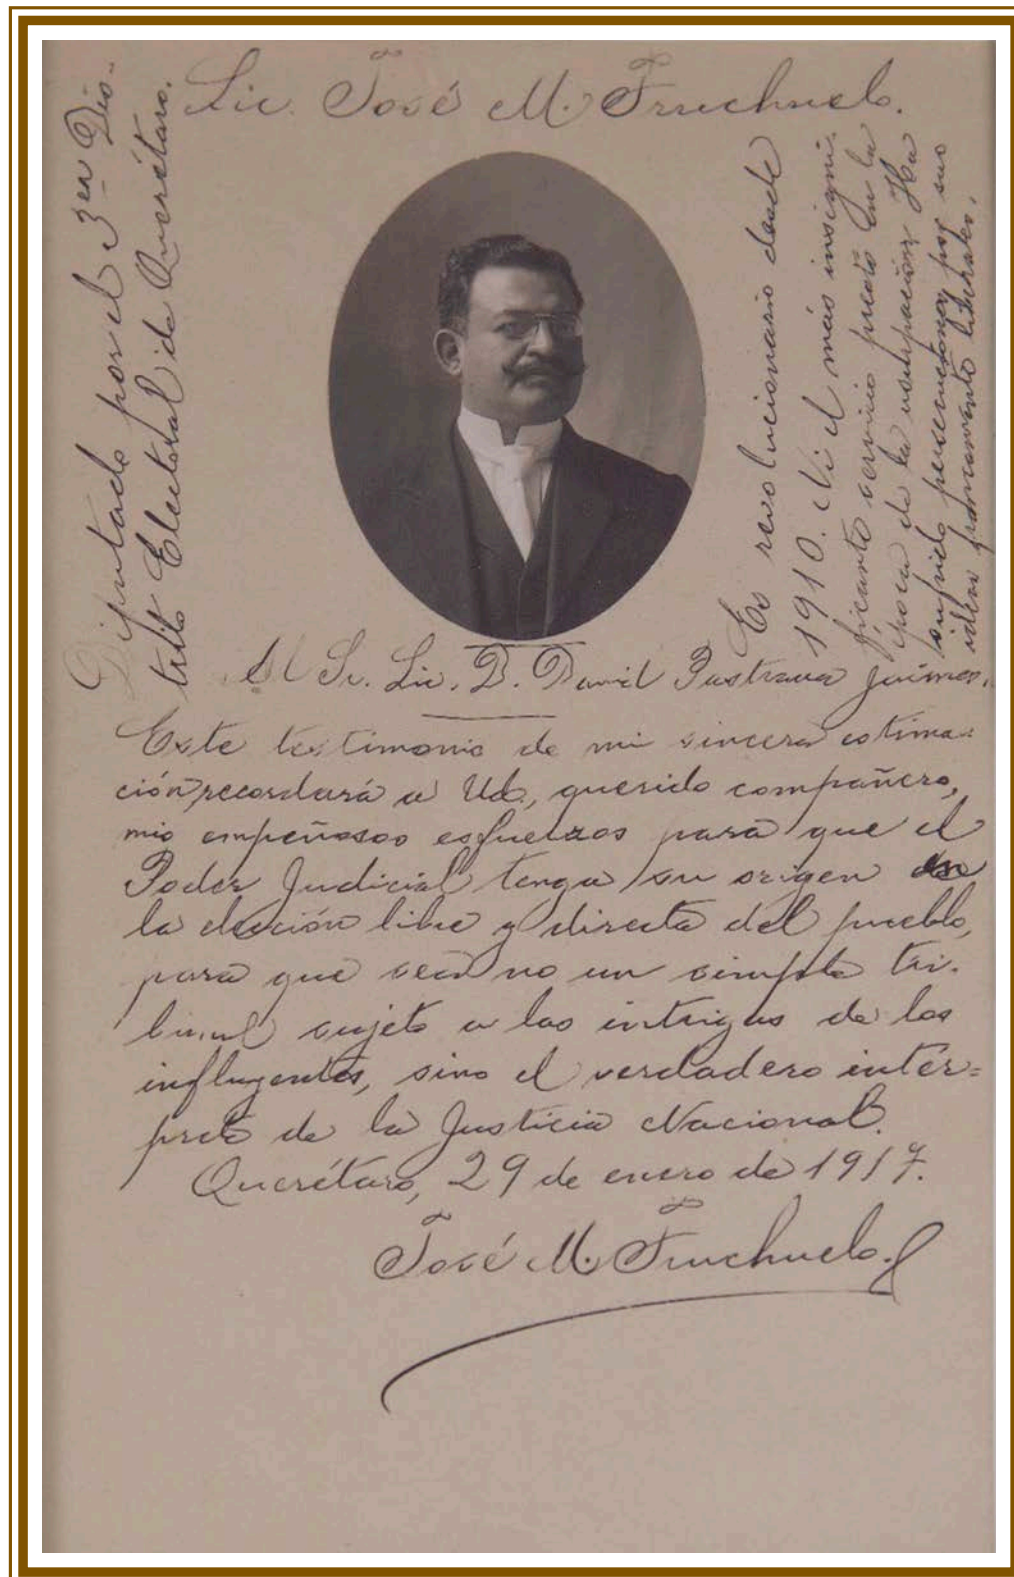 Lic. José M. Truchuelo.
Diputado por el 3er Dis-
trito Electoral de Querétaro.
Es revolucionario desde
1910. Ni el más insigni-
ficante servicio prestó en la
época de la usurpación. Ha
sufrido persecuciones por sus
ideas francamente liberales.
Al Sr. Lic. D. David Pastrana Jaimes.
Este testimonio de mi sincera estima-
ción, recordará a Ud., querido compañero,
mis empeñosos esfuerzos para que el
Poder Judicial tenga su origen en
la elección libre y directa del pueblo,
para que sea no un simple tri-
bunal sujeto a las intrigas de los
influyentes, sino el verdadero intér-
prete de la Justicia Nacional.
Querétaro, 29 de enero de 1917.
José M. Truchuelo.